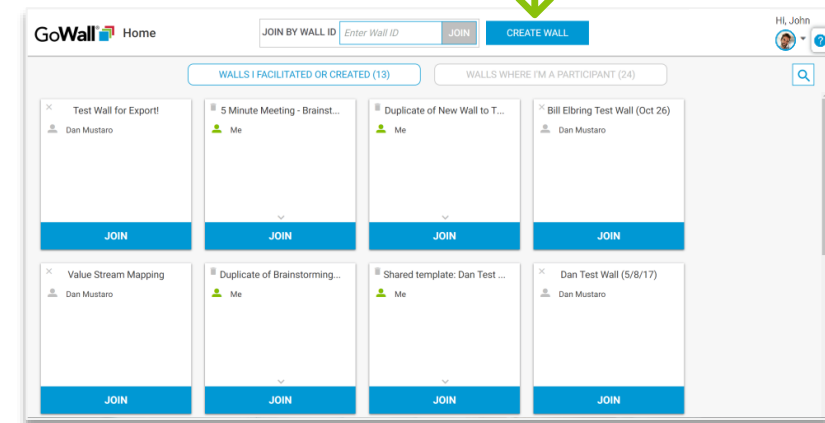 GoWall Home
JOIN BY WALL ID Enter Wall ID JOIN CREATE WALL
Hi, John
?
WALLS I FACILITATED OR CREATED (13) WALLS WHERE I'M A PARTICIPANT (24)
Test Wall for Export! 5 Minute Meeting - Brainst... Duplicate of New Wall to T... Bill Elbring Test Wall (Oct 26)
Dan Mustaro Me Me Dan Mustaro
JOIN JOIN JOIN JOIN
Value Stream Mapping Duplicate of Brainstorming... Shared template: Dan Test ... Dan Test Wall (5/8/17)
Dan Mustaro Me Me Dan Mustaro
JOIN JOIN JOIN JOIN